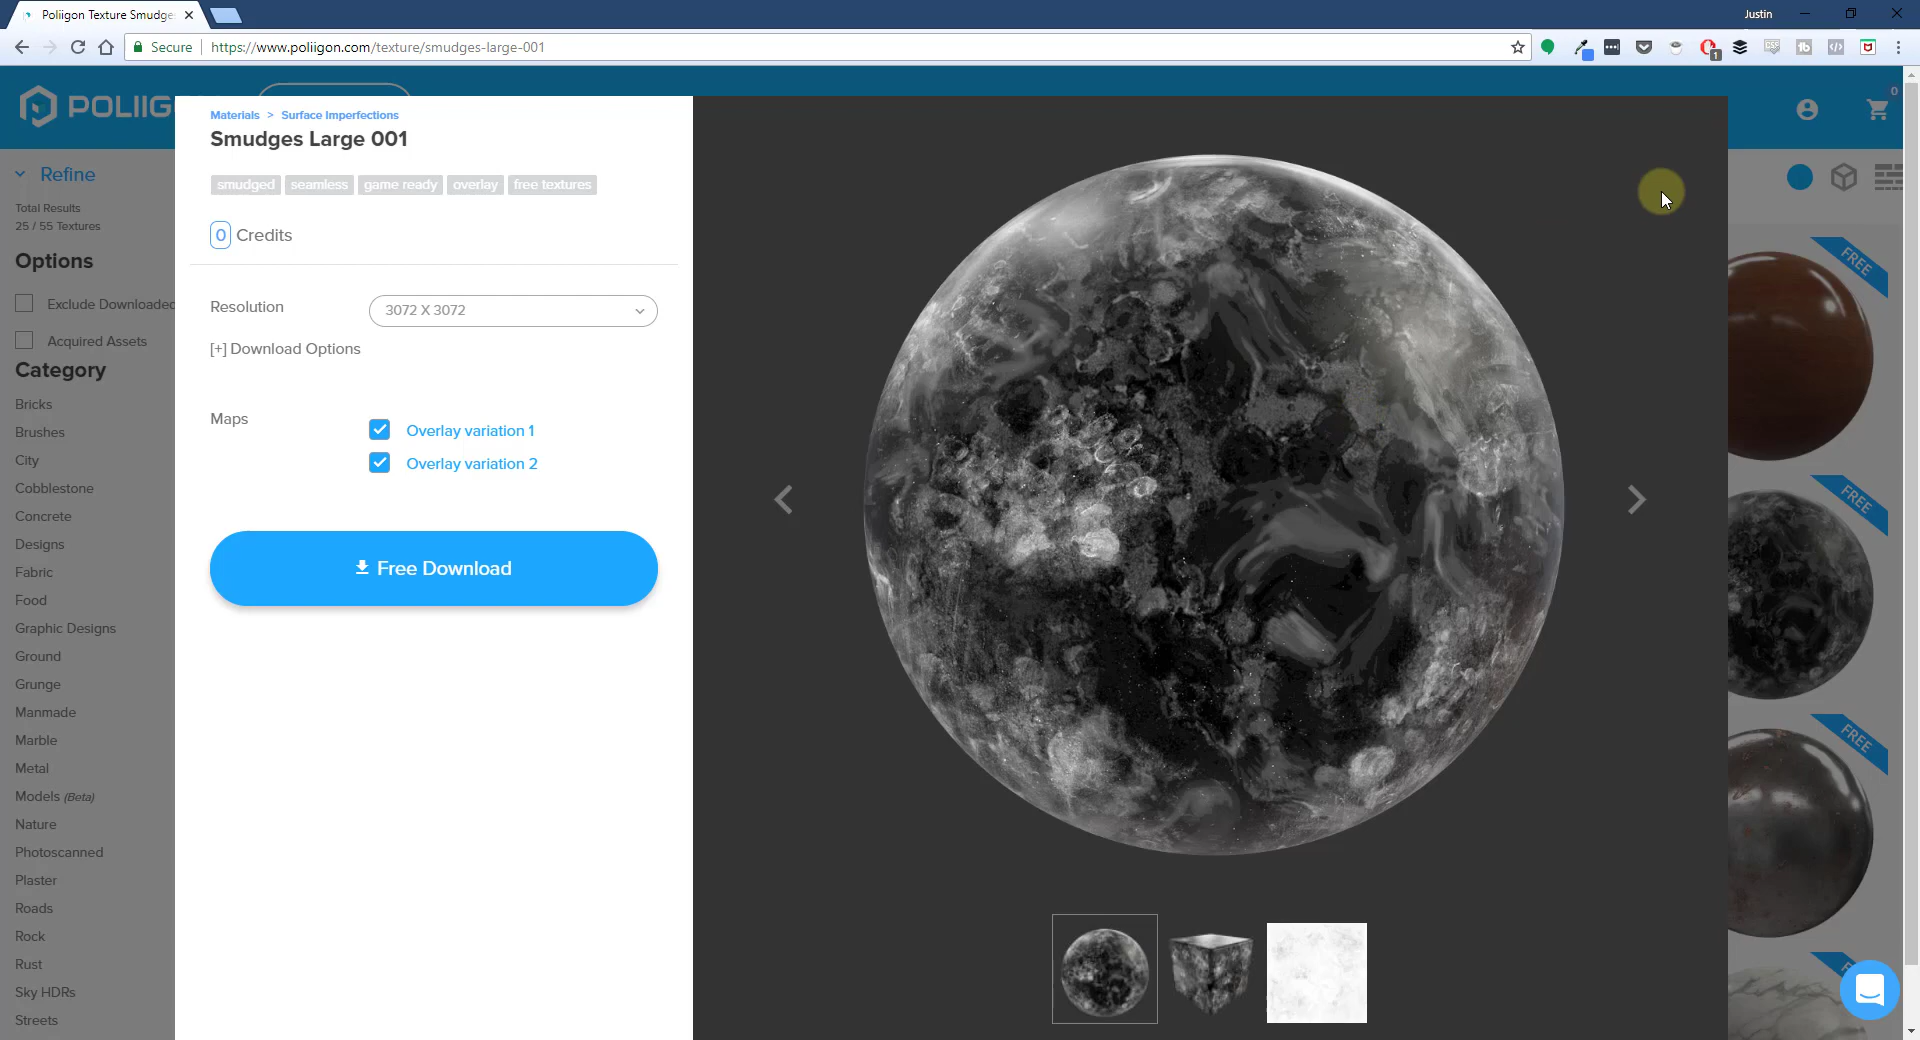 Poliigon Texture Smudge
Justin
Secure
https://www.poliigon.com/texture/smudges-large-001
1
POLIIG
0
Materials > Surface Imperfections
Smudges Large 001
smudged seamless game ready overlay free textures
0 Credits
Resolution
3072 X 3072
[+] Download Options
Maps
Overlay variation 1
Overlay variation 2
Free Download
Refine
Total Results
25 / 55 Textures
Options
Exclude Downloaded
Acquired Assets
Category
Bricks
Brushes
City
Cobblestone
Concrete
Designs
Fabric
Food
Graphic Designs
Ground
Grunge
Manmade
Marble
Metal
Models (Beta)
Nature
Photoscanned
Plaster
Roads
Rock
Rust
Sky HDRs
Streets
FREE
FREE
FREE